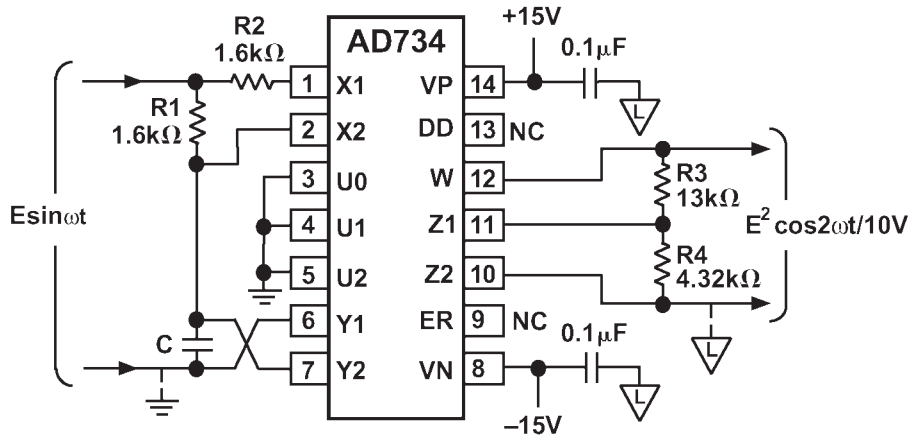 +15V
R2
1.6kΩ
AD734
0.1μF
1 X1 VP 14
L
R1
1.6kΩ
2 X2 DD 13 NC
3 U0 W 12
R3
13kΩ
Esinωt
4 U1 Z1 11
E² cos2ωt/10V
R4
4.32kΩ
5 U2 Z2 10
6 Y1 ER 9 NC
0.1μF
C
L
7 Y2 VN 8
L
–15V